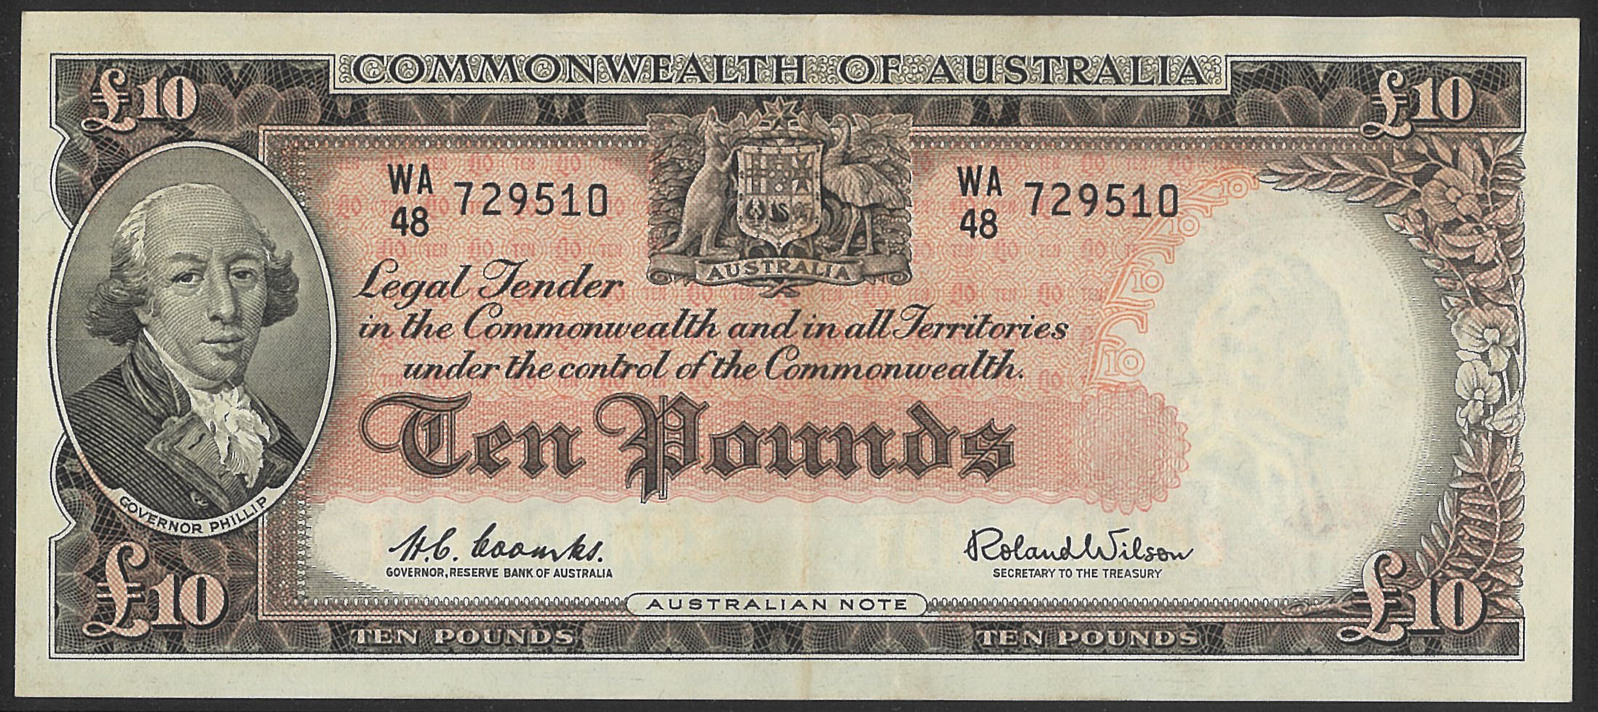 COMMONWEALTH OF AUSTRALIA
£10
£10
WA
48
729510
WA
48
729510
AUSTRALIA
Legal Tender
in the Commonwealth and in all Territories
under the control of the Commonwealth.
Ten Pounds
GOVERNOR PHILLIP
H.C. Coombs.
Roland Wilson
GOVERNOR, RESERVE BANK OF AUSTRALIA
SECRETARY TO THE TREASURY
£10
AUSTRALIAN NOTE
£10
TEN POUNDS
TEN POUNDS